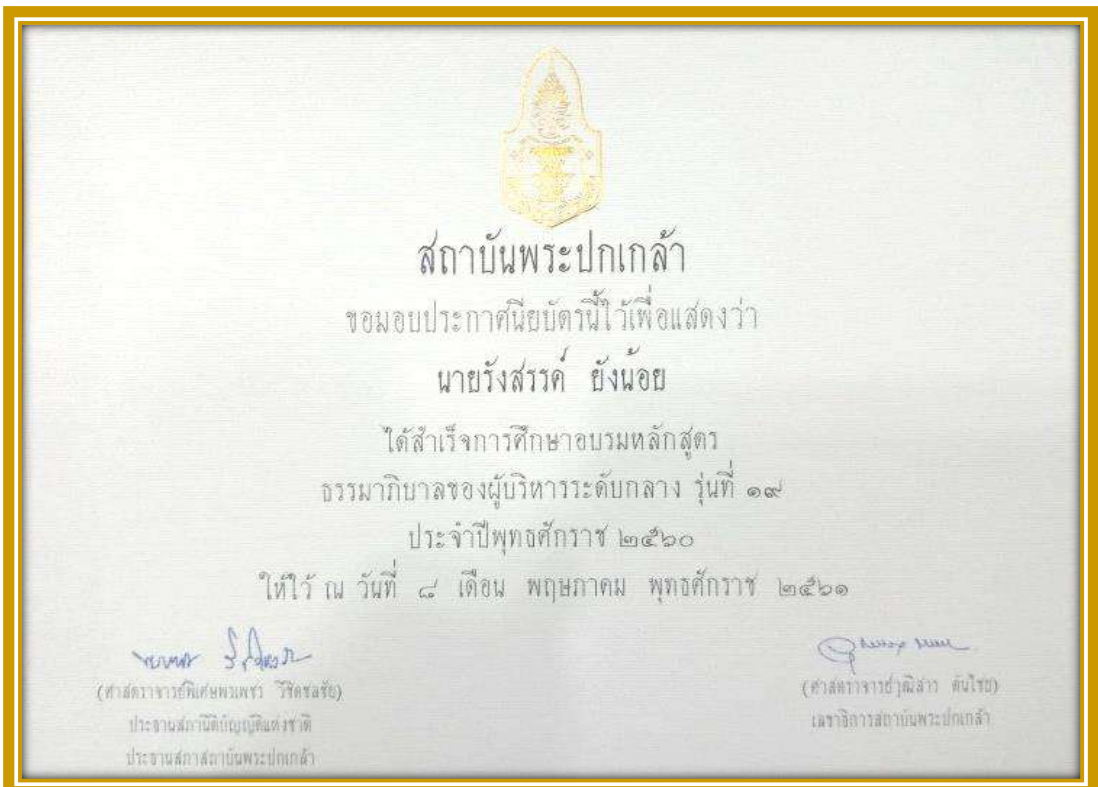 สถาบันพระปกเกล้า
ขอมอบประกาศนียบัตรนี้ไว้เพื่อแสดงว่า
นายรังสรรค์ ยังน้อย
ได้สำเร็จการศึกษาอบรมหลักสูตร
ธรรมาภิบาลของผู้บริหารระดับกลาง รุ่นที่ ๑๙
ประจำปีพุทธศักราช ๒๕๖๐
ให้ไว้ ณ วันที่ ๘ เดือน พฤษภาคม พุทธศักราช ๒๕๖๑
(ศาสตราจารย์พิเศษพรเพชร วิชิตชลชัย)
ประธานสภานิติบัญญัติแห่งชาติ
ประธานสภาสถาบันพระปกเกล้า
(ศาสตราจารย์วุฒิสาร ตันไชย)
เลขาธิการสถาบันพระปกเกล้า